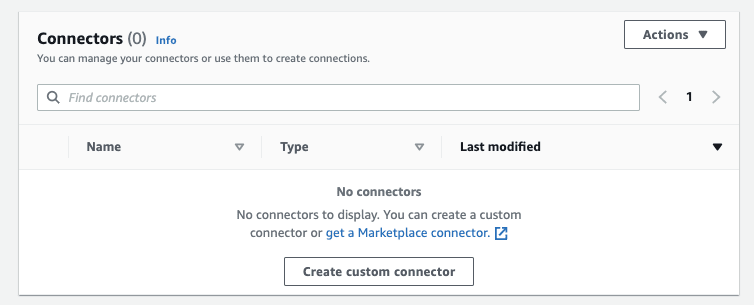 Connectors (0) Info
Actions
You can manage your connectors or use them to create connections.
Find connectors
1
Name
Type
Last modified
No connectors
No connectors to display. You can create a custom
connector or get a Marketplace connector.
Create custom connector